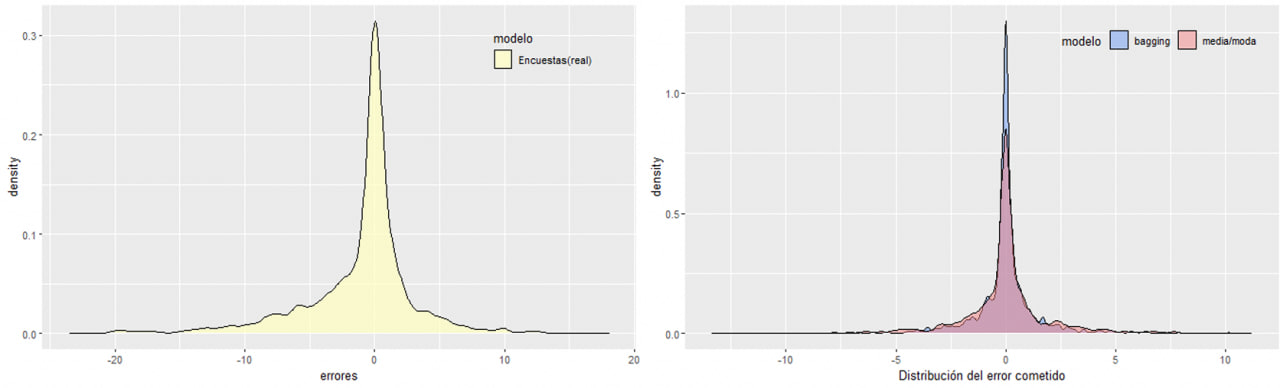 modelo
Encuestas(real)
density
0.3
0.2
0.1
0.0
-20
-10
0
10
20
errores
modelo bagging media/moda
density
1.0
0.5
0.0
-10
-5
0
5
10
Distribución del error cometido